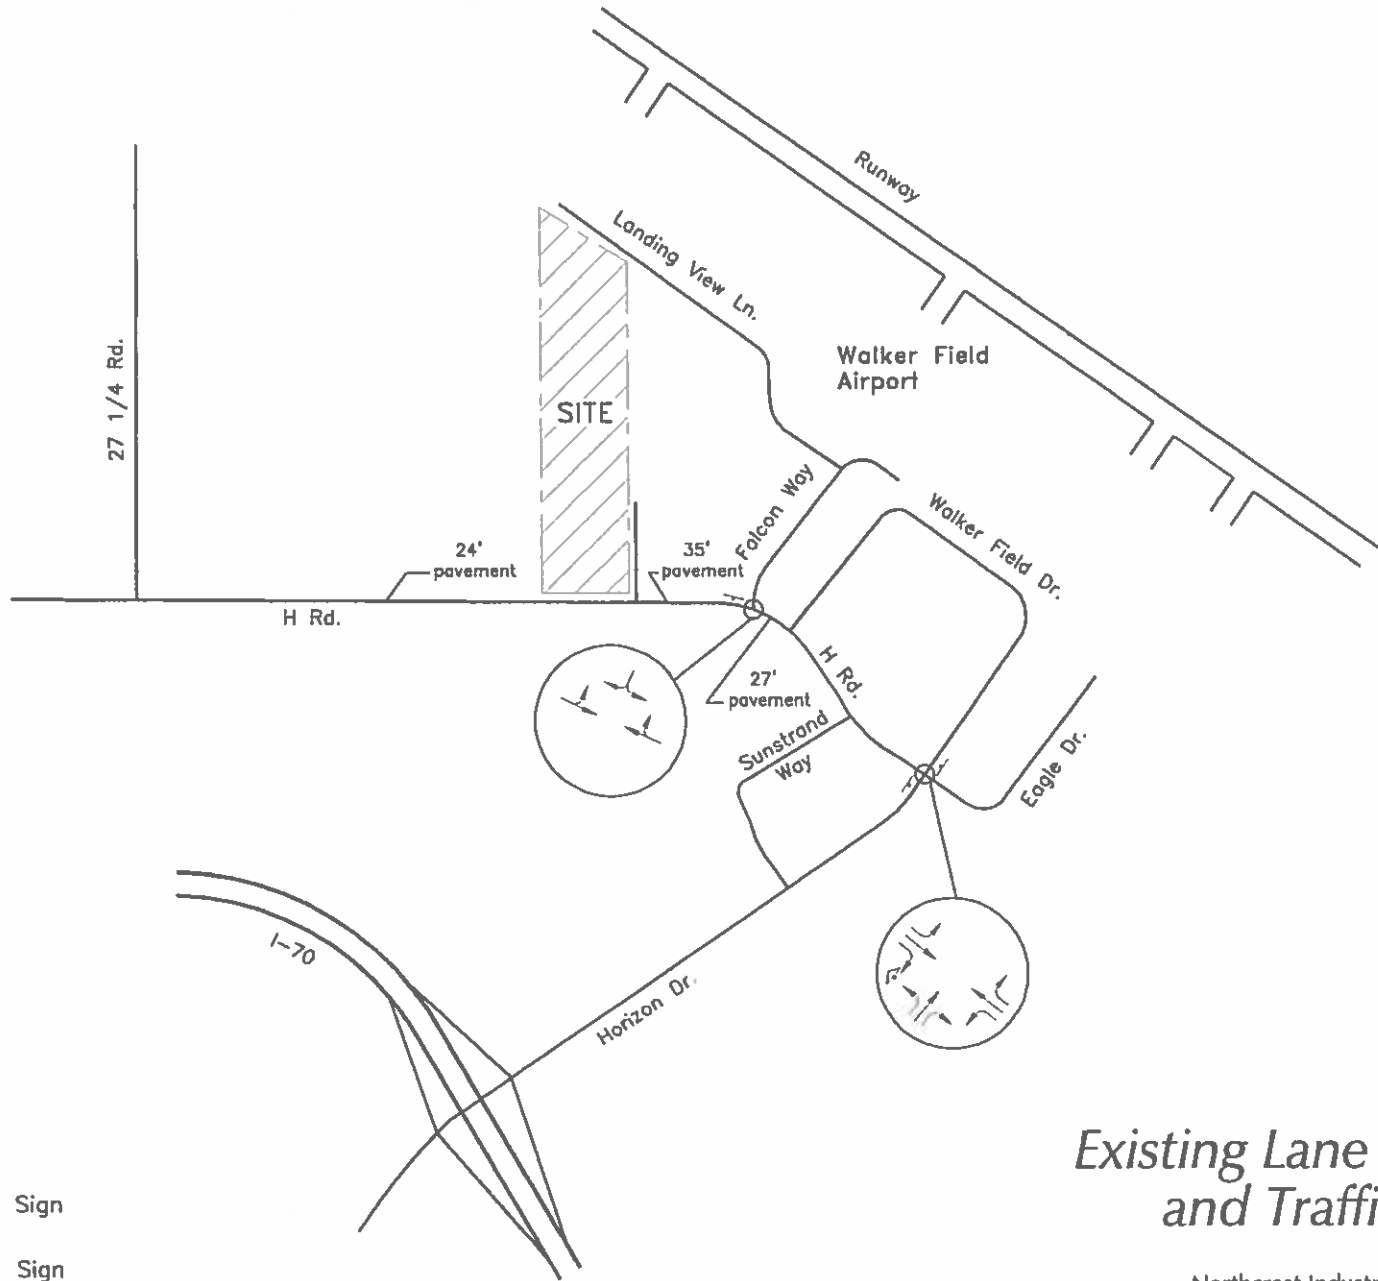 Runway
Landing View Ln.
Walker Field
Airport
27 1/4 Rd.
SITE
Falcon Way
Walker Field Dr.
24'
pavement
35'
pavement
H Rd.
H Rd.
27'
pavement
Sunstrand
Way
Eagle Dr.
I-70
Horizon Dr.
Existing Lane
and Traffi
Sign
Sign
Northcrest Industr